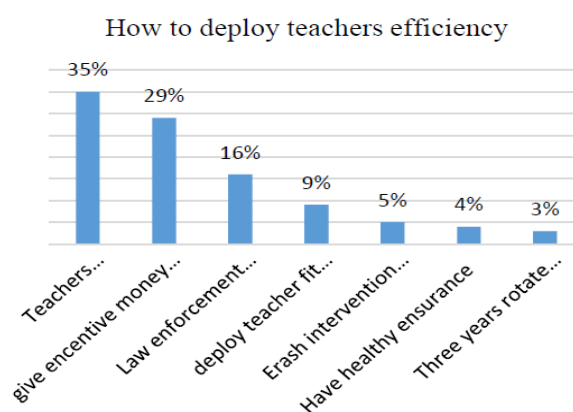 How to deploy teachers efficiency
35%
29%
16%
9%
5%
4%
3%
Teachers...
give encentive money...
Law enforcement...
deploy teacher fit...
Erash intervention...
Have healthy ensurance
Three years rotate...